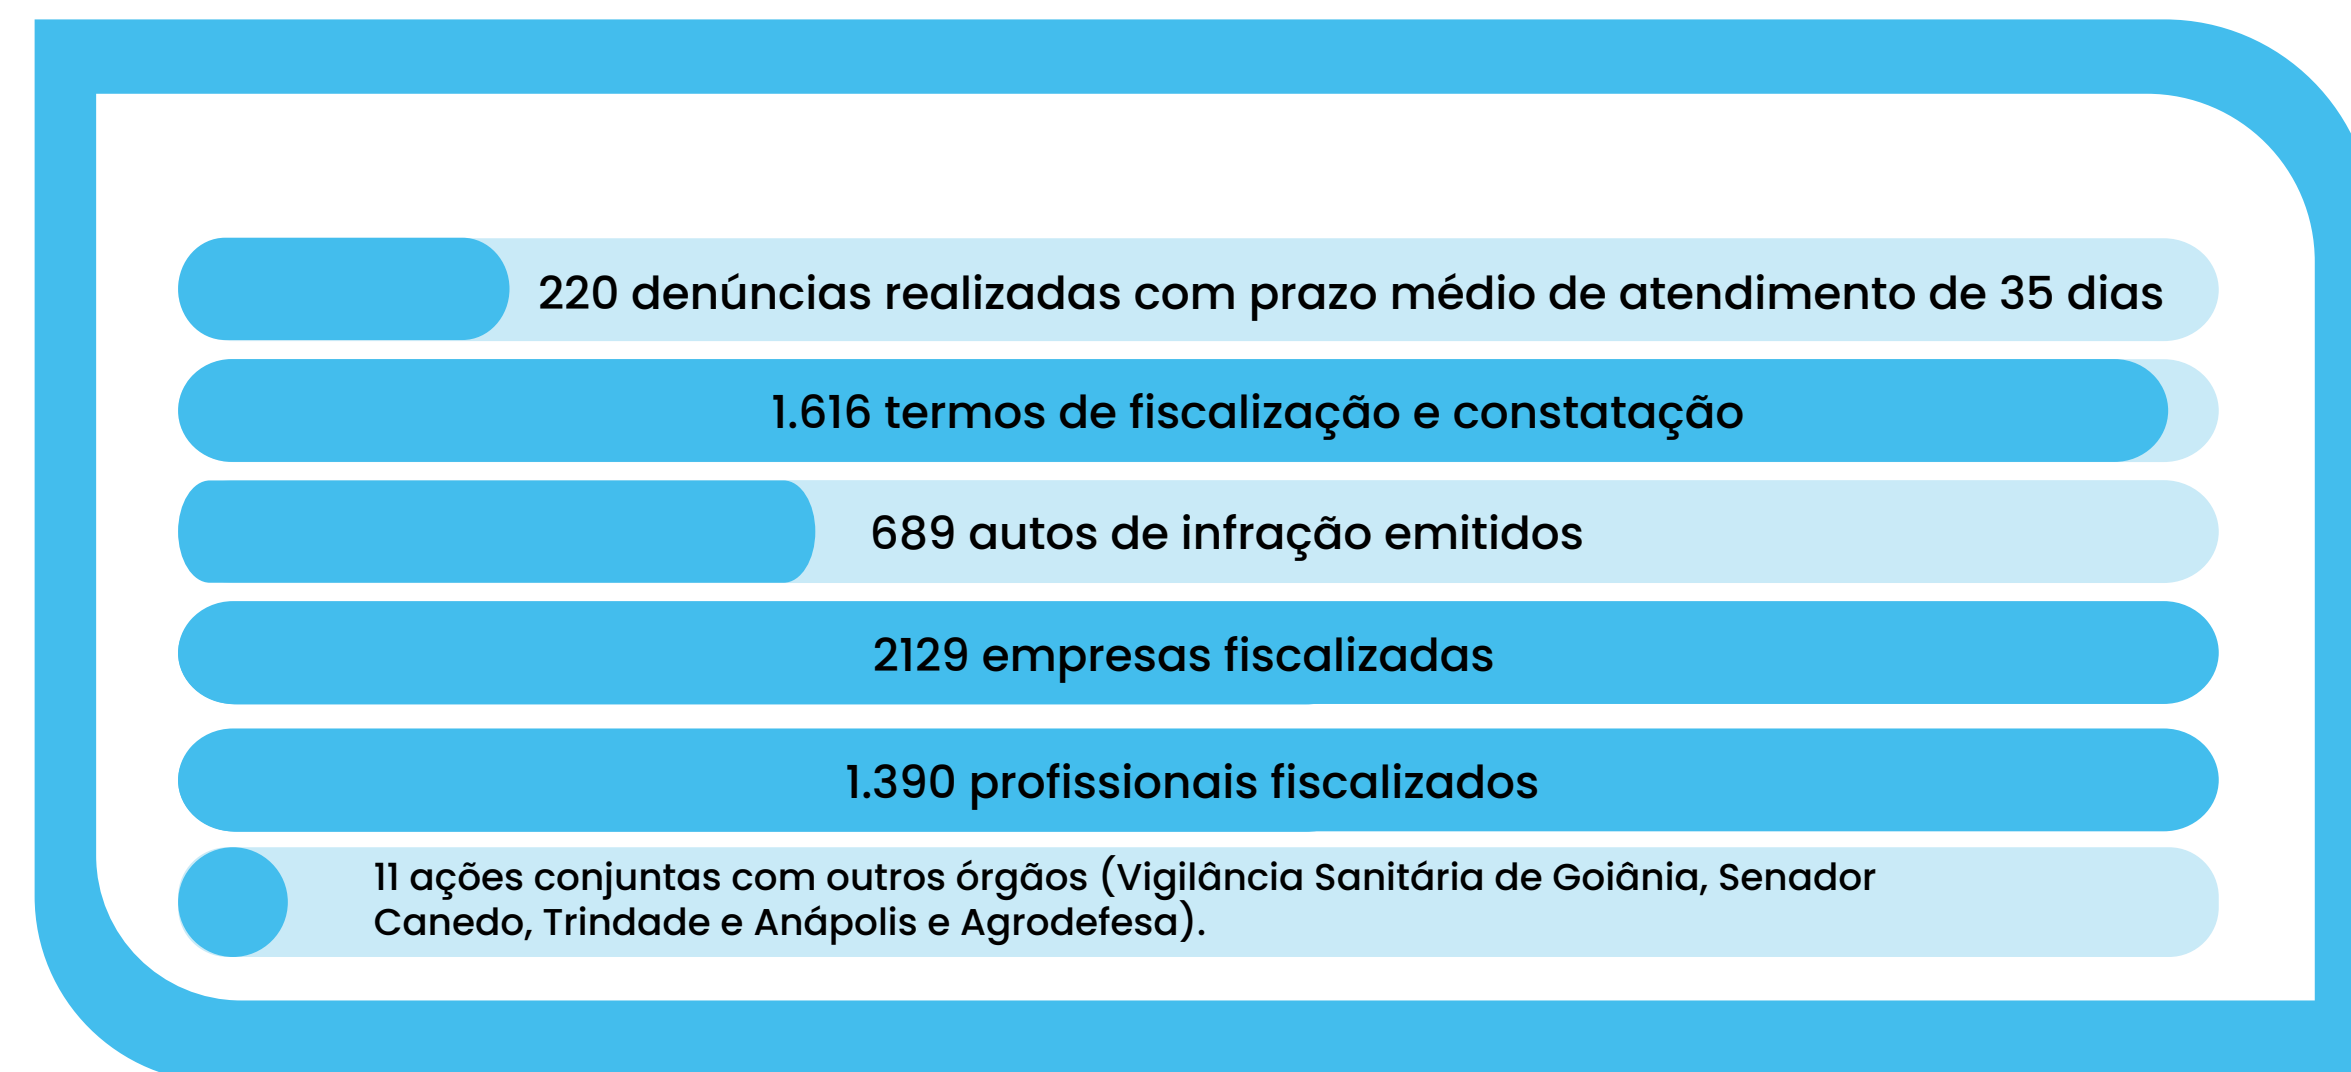 220 denúncias realizadas com prazo médio de atendimento de 35 dias
1.616 termos de fiscalização e constatação
689 autos de infração emitidos
2129 empresas fiscalizadas
1.390 profissionais fiscalizados
11 ações conjuntas com outros órgãos (Vigilância Sanitária de Goiânia, Senador
Canedo, Trindade e Anápolis e Agrodefesa).